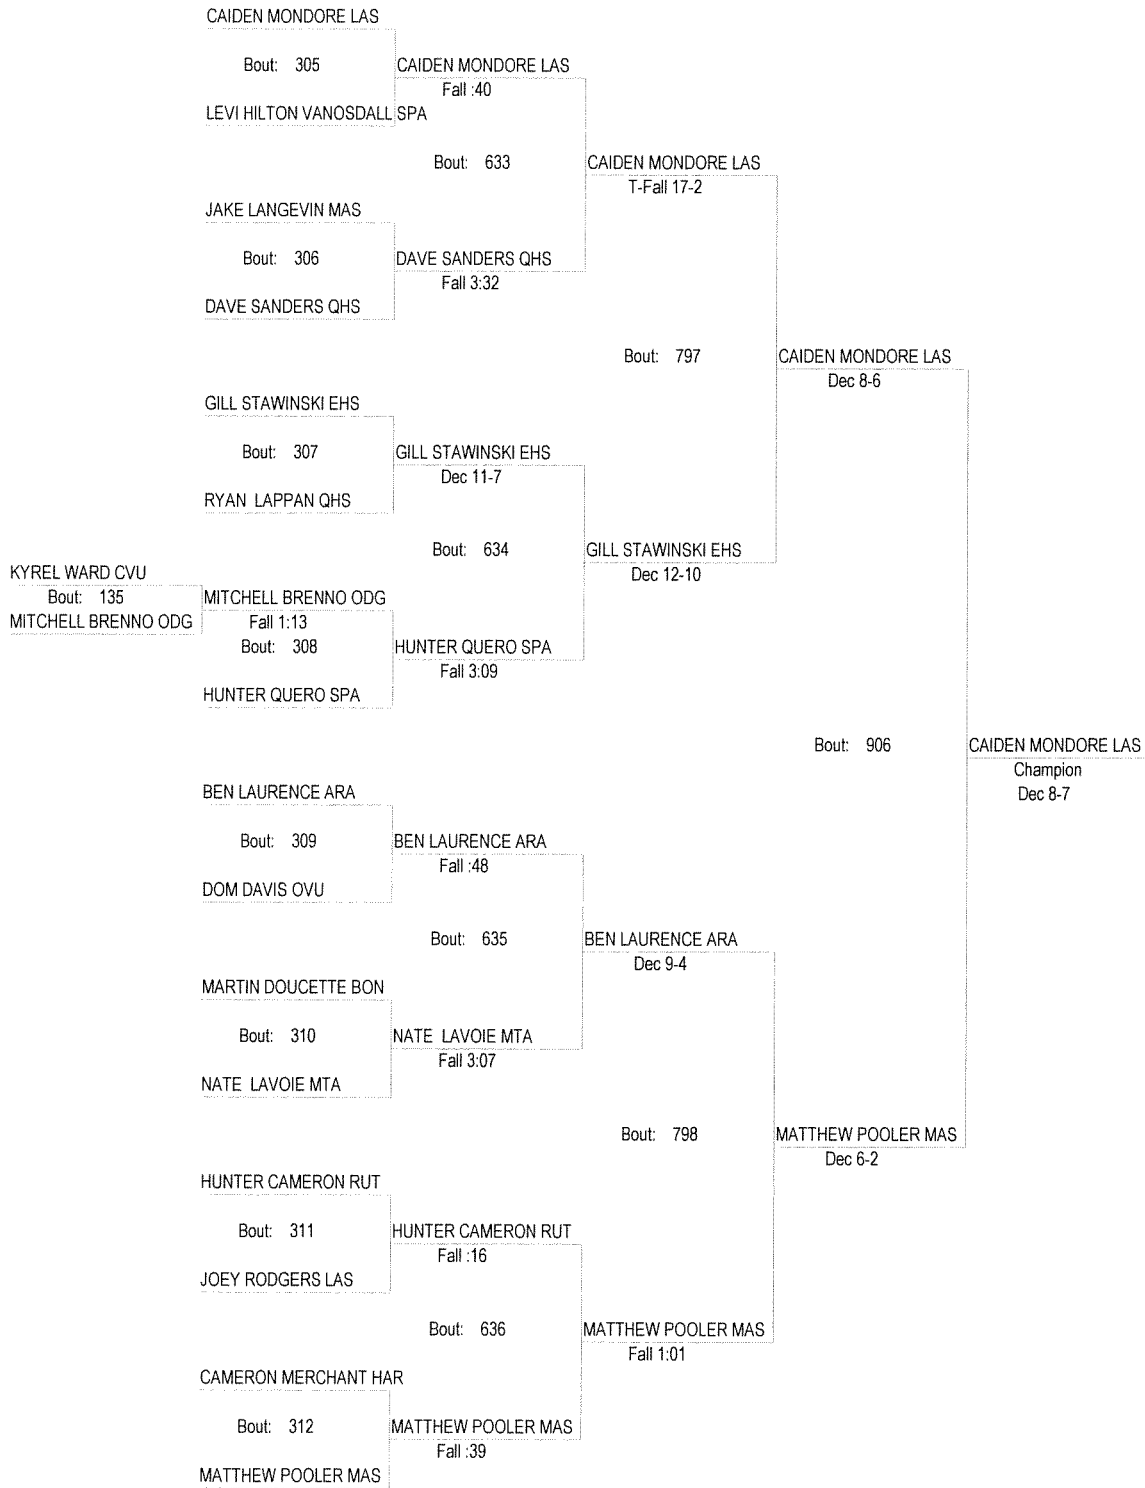 CAIDEN MONDORE LAS
Bout: 305
CAIDEN MONDORE LAS
Fall :40
LEVI HILTON VANOSDALL SPA
Bout: 633
CAIDEN MONDORE LAS
T-Fall 17-2
JAKE LANGEVIN MAS
Bout: 306
DAVE SANDERS QHS
Fall 3:32
DAVE SANDERS QHS
Bout: 797
CAIDEN MONDORE LAS
Dec 8-6
GILL STAWINSKI EHS
Bout: 307
GILL STAWINSKI EHS
Dec 11-7
RYAN LAPPAN QHS
Bout: 634
GILL STAWINSKI EHS
Dec 12-10
KYREL WARD CVU
Bout: 135
MITCHELL BRENNO ODG
MITCHELL BRENNO ODG
Fall 1:13
Bout: 308
HUNTER QUERO SPA
Fall 3:09
HUNTER QUERO SPA
Bout: 906
CAIDEN MONDORE LAS
Champion
Dec 8-7
BEN LAURENCE ARA
Bout: 309
BEN LAURENCE ARA
Fall :48
DOM DAVIS OVU
Bout: 635
BEN LAURENCE ARA
Dec 9-4
MARTIN DOUCETTE BON
Bout: 310
NATE LAVOIE MTA
Fall 3:07
NATE LAVOIE MTA
Bout: 798
MATTHEW POOLER MAS
Dec 6-2
HUNTER CAMERON RUT
Bout: 311
HUNTER CAMERON RUT
Fall :16
JOEY RODGERS LAS
Bout: 636
MATTHEW POOLER MAS
Fall 1:01
CAMERON MERCHANT HAR
Bout: 312
MATTHEW POOLER MAS
Fall :39
MATTHEW POOLER MAS